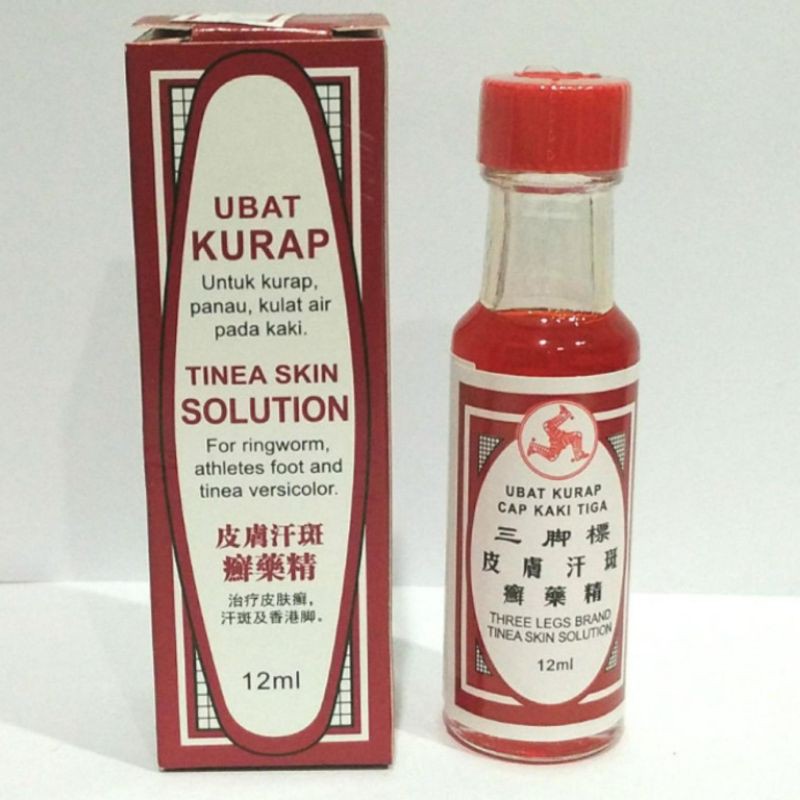 UBAT
KURAP
Untuk kurap,
panau, kulat air
pada kaki.
TINEA SKIN
SOLUTION
For ringworm,
athletes foot and
tinea versicolor.
皮膚汗斑
癬藥精
治疗皮肤癣,
汗斑及香港脚。
12ml
UBAT KURAP
CAP KAKI TIGA
三脚標
皮膚汗斑
癬藥精
THREE LEGS BRAND
TINEA SKIN SOLUTION
12ml